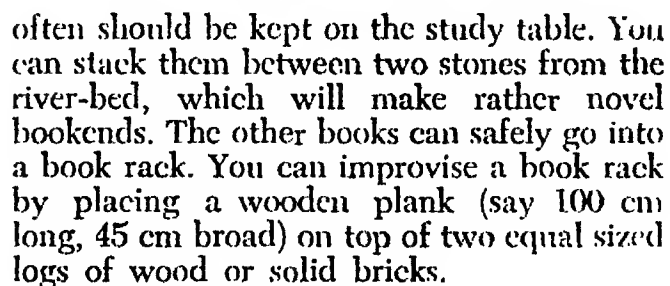 often should be kept on the study table. You
can stack them between two stones from the
river-bed, which will make rather novel
bookends. The other books can safely go into
a book rack. You can improvise a book rack
by placing a wooden plank (say 100 cm
long, 45 cm broad) on top of two equal sized
logs of wood or solid bricks.